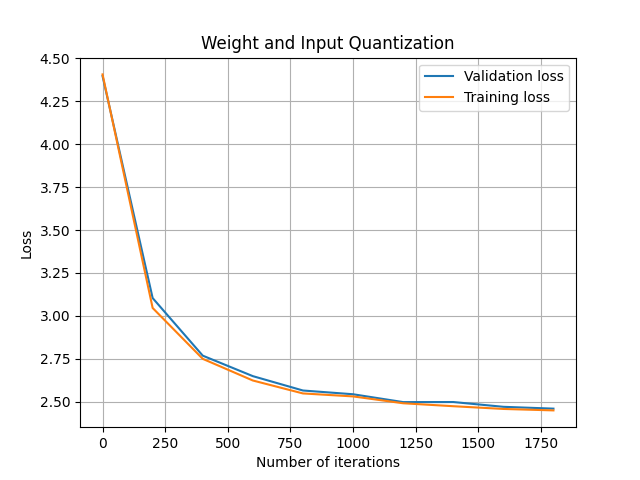 Weight and Input Quantization
Validation loss
Training loss
4.50
4.25
4.00
3.75
3.50
3.25
3.00
2.75
2.50
Loss
0 250 500 750 1000 1250 1500 1750
Number of iterations